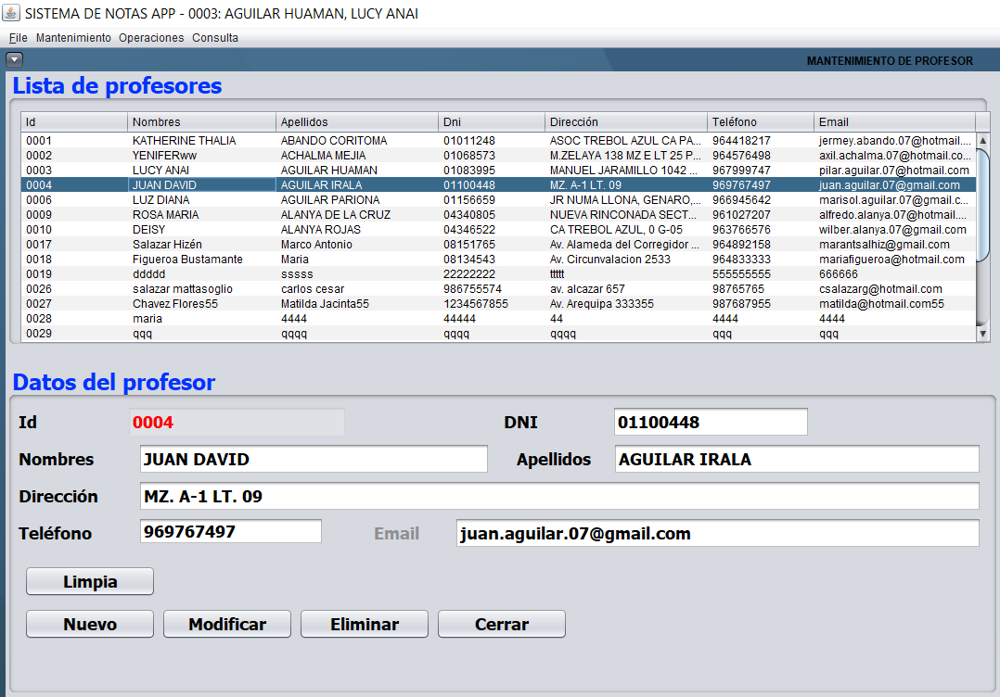 SISTEMA DE NOTAS APP - 0003: AGUILAR HUAMAN, LUCY ANAI
File Mantenimiento Operaciones Consulta
MANTENIMIENTO DE PROFESOR
Lista de profesores
Id Nombres Apellidos Dni Dirección Teléfono Email
0001 KATHERINE THALIA ABANDO CORITOMA 01011248 ASOC TREBOL AZUL CA PA... 964418217 jermey.abando.07@hotmail....
0002 YENIFERww ACHALMA MEJIA 01068573 M.ZELAYA 138 MZ E LT 25 P... 964576498 axil.achalma.07@hotmail.co...
0003 LUCY ANAI AGUILAR HUAMAN 01083995 MANUEL JARAMILLO 1042 ... 967999747 pilar.aguilar.07@hotmail.com
0004 JUAN DAVID AGUILAR IRALA 01100448 MZ. A-1 LT. 09 969767497 juan.aguilar.07@gmail.com
0006 LUZ DIANA AGUILAR PARIONA 01156659 JR NUMA LLONA, GENARO,... 966945642 marisol.aguilar.07@gmail.c...
0009 ROSA MARIA ALANYA DE LA CRUZ 04340805 NUEVA RINCONADA SECT... 961027207 alfredo.alanya.07@hotmail....
0010 DEISY ALANYA ROJAS 04346522 CA TREBOL AZUL, 0 G-05 963766576 wilber.alanya.07@gmail.com
0017 Salazar Hizén Marco Antonio 08151765 Av. Alameda del Corregidor ... 964892158 marantsalhiz@gmail.com
0018 Figueroa Bustamante Maria 08134543 Av. Circunvalacion 2533 964833333 mariafigueroa@hotmail.com
0019 ddddd sssss 22222222 ttttt 555555555 666666
0026 salazar mattasoglio carlos cesar 986755574 av. alcazar 657 98765765 csalazarg@hotmail.com
0027 Chavez Flores55 Matilda Jacinta55 1234567855 Av. Arequipa 333355 987687955 matilda@hotmail.com55
0028 maria 4444 44444 44 4444 4444
0029 qqq qqqq qqqq qqqq qqq qqq
Datos del profesor
Id 0004 DNI 01100448
Nombres JUAN DAVID Apellidos AGUILAR IRALA
Dirección MZ. A-1 LT. 09
Teléfono 969767497 Email juan.aguilar.07@gmail.com
Limpia
Nuevo Modificar Eliminar Cerrar